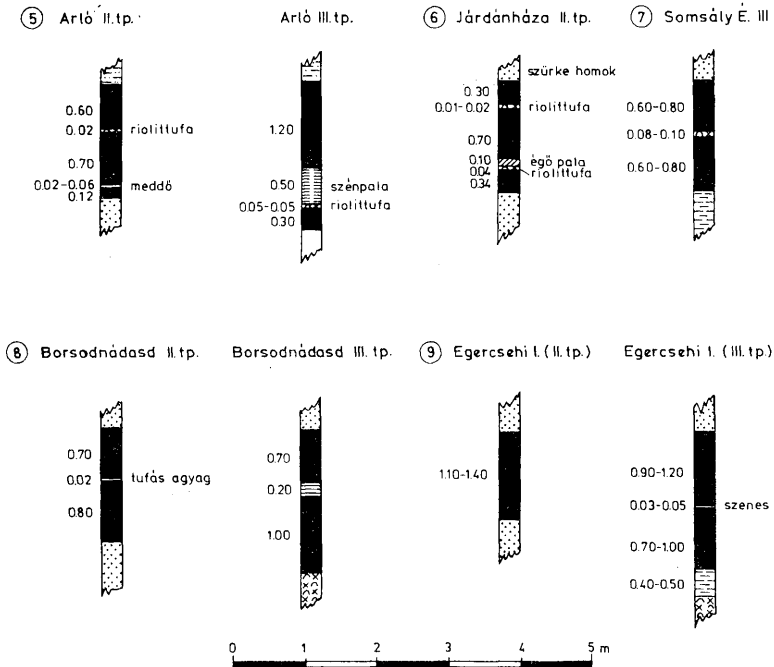 5 Arló II. tp.
0.60
0.02 riolittufa
0.70
0.02-0.06 meddő
0.12
Arló III. tp.
1.20
0.50 szénpala
0.05-0.05 riolittufa
0.30
6 Járdánháza II. tp.
szürke homok
0.30
0.01-0.02 riolittufa
0.70
0.10 égő pala
0.04 riolittufa
0.34
7 Somsály É. III
0.60-0.80
0.08-0.10
0.60-0.80
8 Borsodnádasd II. tp.
0.70
0.02 tufás agyag
0.80
Borsodnádasd III. tp.
0.70
0.20
1.00
9 Egercsehi I. (II. tp.)
1.10-1.40
Egercsehi I. (III. tp.)
0.90-1.20
0.03-0.05 szenes
0.70-1.00
0.40-0.50
0 1 2 3 4 5 m